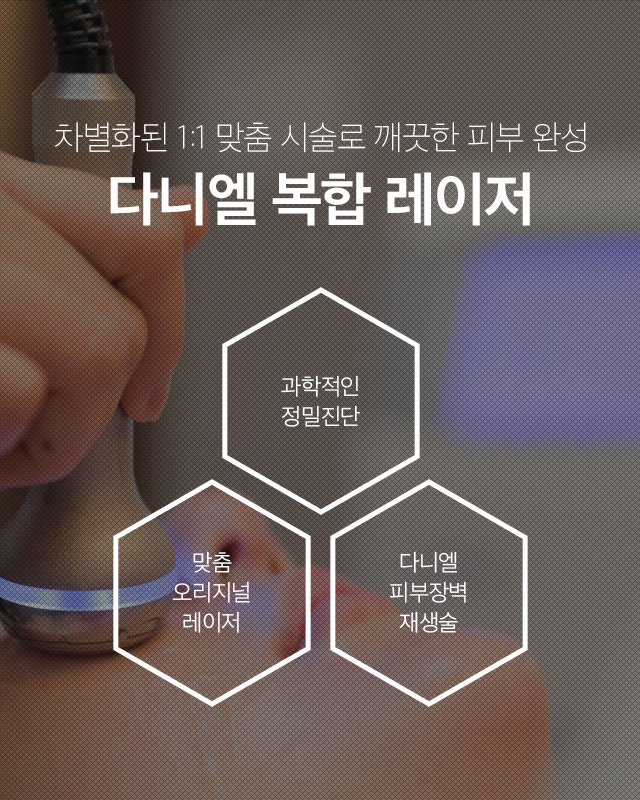 차별화된 1:1 맞춤 시술로 깨끗한 피부 완성
다니엘 복합 레이저
과학적인
정밀진단
맞춤
오리지널
레이저
다니엘
피부장벽
재생술